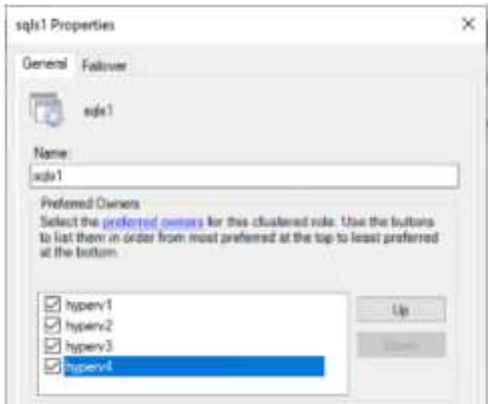 sqls1 Properties
General Failover
sqls1
Name:
sqls1
Preferred Owners
Select the preferred owners for this clustered role. Use the buttons
to list them in order from most preferred at the top to least preferred
at the bottom.
hyperv1
Up
hyperv2
hyperv3
Down
hyperv4